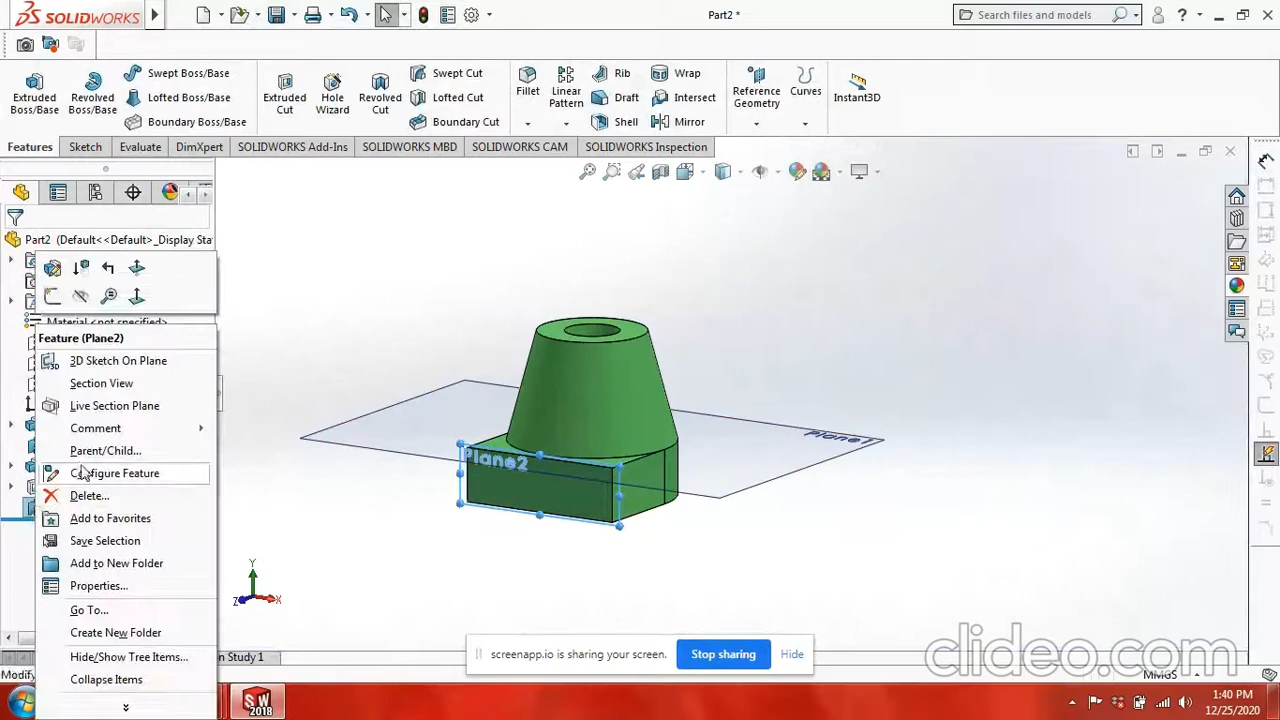 SOLIDWORKS
Part2 *
Search files and models
Extruded Boss/Base
Revolved Boss/Base
Swept Boss/Base
Lofted Boss/Base
Boundary Boss/Base
Extruded Cut
Hole Wizard
Revolved Cut
Swept Cut
Lofted Cut
Boundary Cut
Fillet
Linear Pattern
Rib
Draft
Shell
Wrap
Intersect
Mirror
Reference Geometry
Curves
Instant3D
Features
Sketch
Evaluate
DimXpert
SOLIDWORKS Add-Ins
SOLIDWORKS MBD
SOLIDWORKS CAM
SOLIDWORKS Inspection
Part2 (Default<<Default>_Display Sta
Material <not specified>
Feature (Plane2)
3D Sketch On Plane
Section View
Live Section Plane
Comment
Parent/Child...
Configure Feature
Delete...
Add to Favorites
Save Selection
Add to New Folder
Properties...
Go To...
Create New Folder
Hide/Show Tree Items...
Collapse Items
Plane1
Plane2
Y
Z
X
n Study 1
screenapp.io is sharing your screen.
Stop sharing
Hide
clideo.com
Modify
MMGS
SW
2018
1:40 PM
12/25/2020